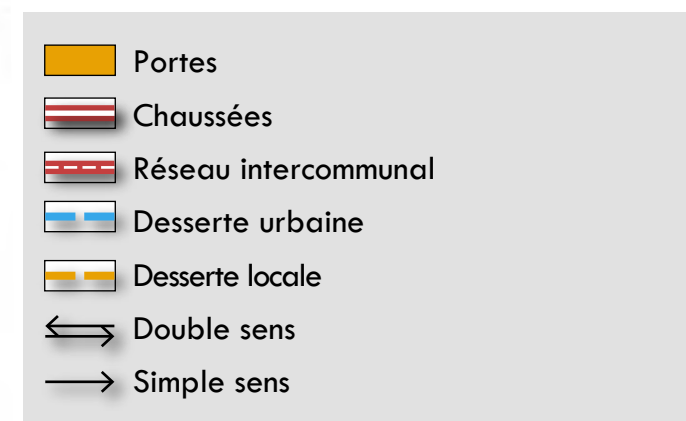 Portes
Chaussées
Réseau intercommunal
Desserte urbaine
Desserte locale
Double sens
Simple sens